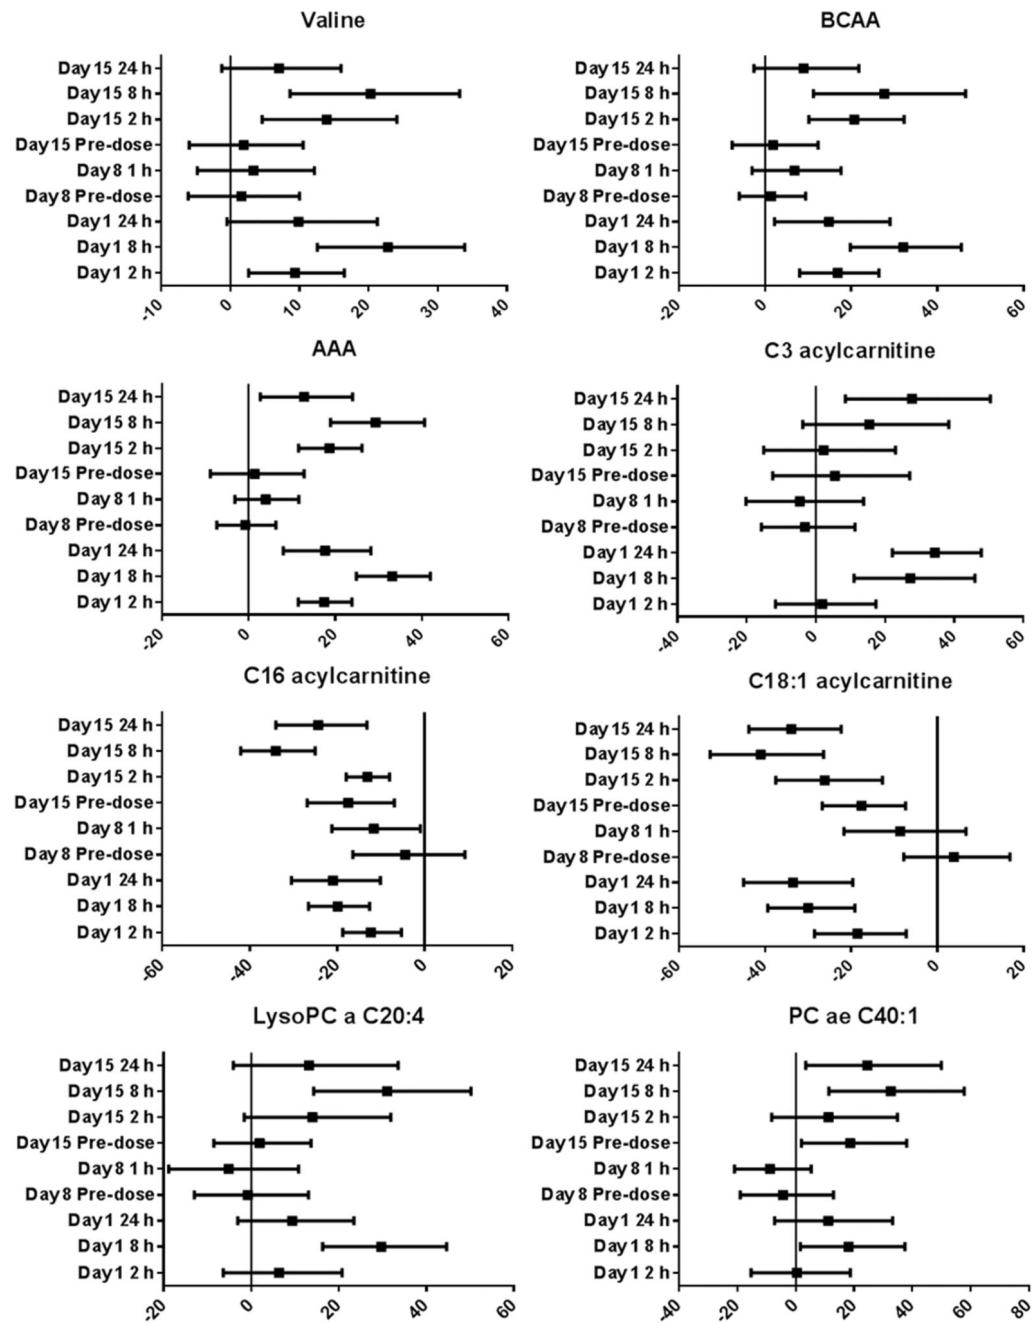 Valine
Day 15 24 h
Day 15 8 h
Day 15 2 h
Day 15 Pre-dose
Day 8 1 h
Day 8 Pre-dose
Day 1 24 h
Day 1 8 h
Day 1 2 h
-10 0 10 20 30 40
BCAA
Day 15 24 h
Day 15 8 h
Day 15 2 h
Day 15 Pre-dose
Day 8 1 h
Day 8 Pre-dose
Day 1 24 h
Day 1 8 h
Day 1 2 h
-20 0 20 40 60
AAA
Day 15 24 h
Day 15 8 h
Day 15 2 h
Day 15 Pre-dose
Day 8 1 h
Day 8 Pre-dose
Day 1 24 h
Day 1 8 h
Day 1 2 h
-20 0 20 40 60
C3 acylcarnitine
Day 15 24 h
Day 15 8 h
Day 15 2 h
Day 15 Pre-dose
Day 8 1 h
Day 8 Pre-dose
Day 1 24 h
Day 1 8 h
Day 1 2 h
-40 -20 0 20 40 60
C16 acylcarnitine
Day 15 24 h
Day 15 8 h
Day 15 2 h
Day 15 Pre-dose
Day 8 1 h
Day 8 Pre-dose
Day 1 24 h
Day 1 8 h
Day 1 2 h
-60 -40 -20 0 20
C18:1 acylcarnitine
Day 15 24 h
Day 15 8 h
Day 15 2 h
Day 15 Pre-dose
Day 8 1 h
Day 8 Pre-dose
Day 1 24 h
Day 1 8 h
Day 1 2 h
-60 -40 -20 0 20
LysoPC a C20:4
Day 15 24 h
Day 15 8 h
Day 15 2 h
Day 15 Pre-dose
Day 8 1 h
Day 8 Pre-dose
Day 1 24 h
Day 1 8 h
Day 1 2 h
-20 0 20 40 60
PC ae C40:1
Day 15 24 h
Day 15 8 h
Day 15 2 h
Day 15 Pre-dose
Day 8 1 h
Day 8 Pre-dose
Day 1 24 h
Day 1 8 h
Day 1 2 h
-40 -20 0 20 40 60 80